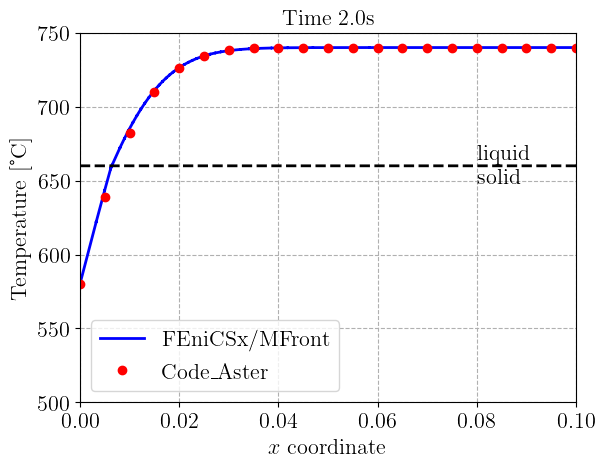 Time 2.0s
750
700
650
600
550
500
Temperature [°C]
liquid
solid
FEniCSx/MFront
Code_Aster
0.00 0.02 0.04 0.06 0.08 0.10
x coordinate